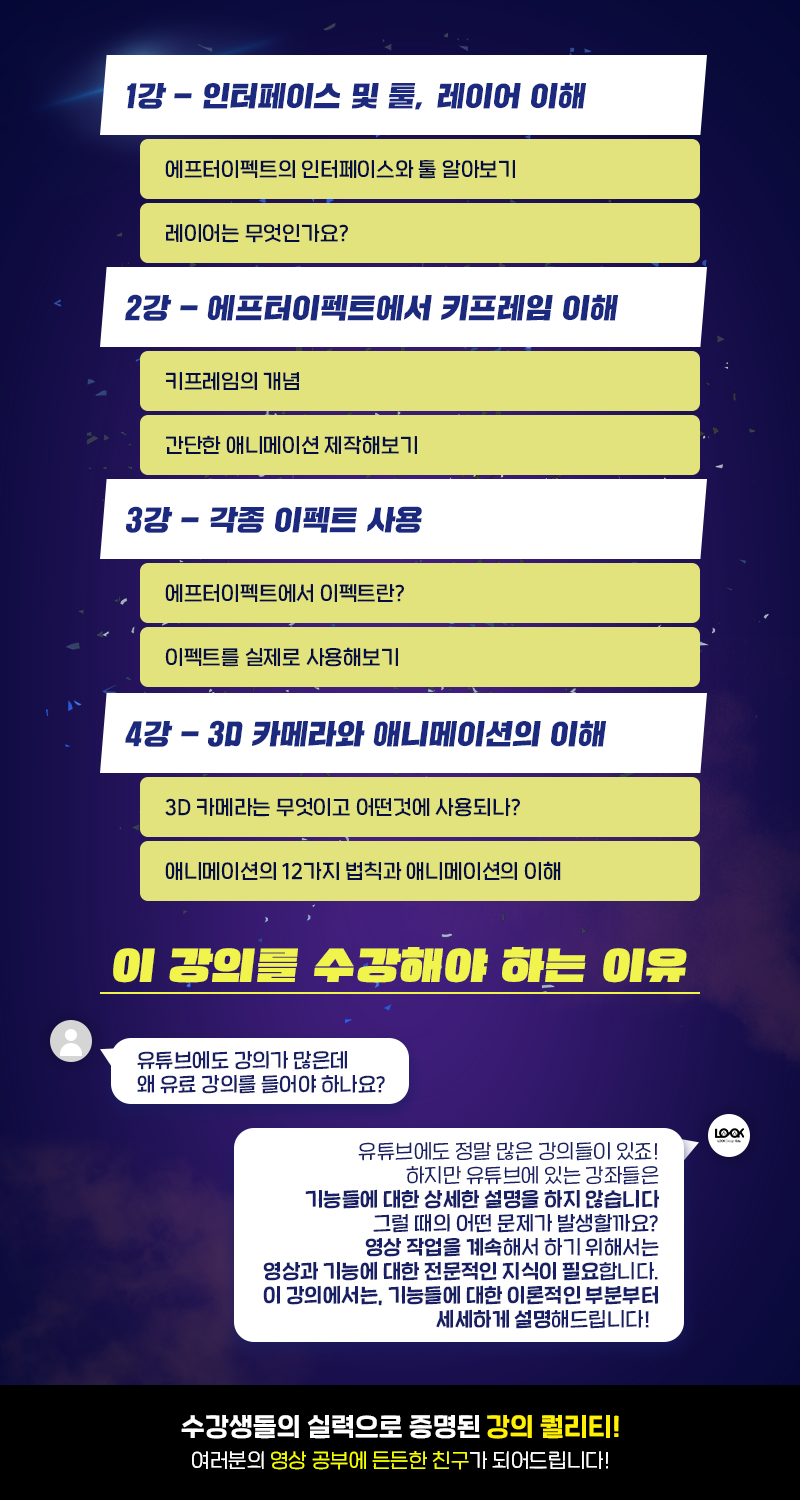 1강 - 인터페이스 및 툴, 레이어 이해
에프터이펙트의 인터페이스와 툴 알아보기
레이어는 무엇인가요?
2강 - 에프터이펙트에서 키프레임 이해
키프레임의 개념
간단한 애니메이션 제작해보기
3강 - 각종 이펙트 사용
에프터이펙트에서 이펙트란?
이펙트를 실제로 사용해보기
4강 - 3D 카메라와 애니메이션의 이해
3D 카메라는 무엇이고 어떤것에 사용되나?
애니메이션의 12가지 법칙과 애니메이션의 이해
이 강의를 수강해야 하는 이유
유튜브에도 강의가 많은데
왜 유료 강의를 들어야 하나요?
LOOK
유튜브에도 정말 많은 강의들이 있죠!
하지만 유튜브에 있는 강좌들은
기능들에 대한 상세한 설명을 하지 않습니다
그럴 때의 어떤 문제가 발생할까요?
영상 작업을 계속해서 하기 위해서는
영상과 기능에 대한 전문적인 지식이 필요합니다.
이 강의에서는, 기능들에 대한 이론적인 부분부터
세세하게 설명해드립니다!
수강생들의 실력으로 증명된 강의 퀄리티!
여러분의 영상 공부에 든든한 친구가 되어드립니다!